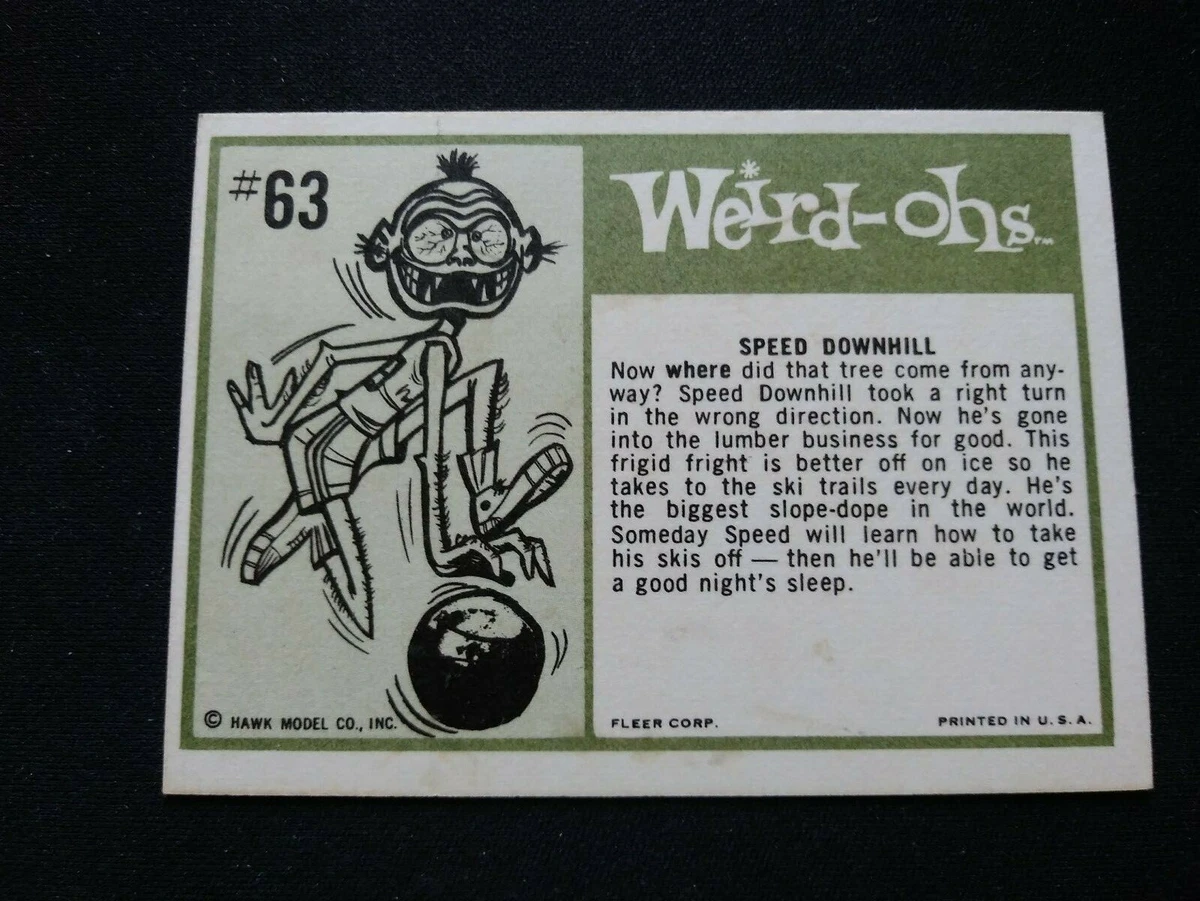 #63
Weird-ohs™
SPEED DOWNHILL
Now where did that tree come from any-
way? Speed Downhill took a right turn
in the wrong direction. Now he's gone
into the lumber business for good. This
frigid fright is better off on ice so he
takes to the ski trails every day. He's
the biggest slope-dope in the world.
Someday Speed will learn how to take
his skis off — then he'll be able to get
a good night's sleep.
© HAWK MODEL CO., INC.
FLEER CORP.
PRINTED IN U. S. A.